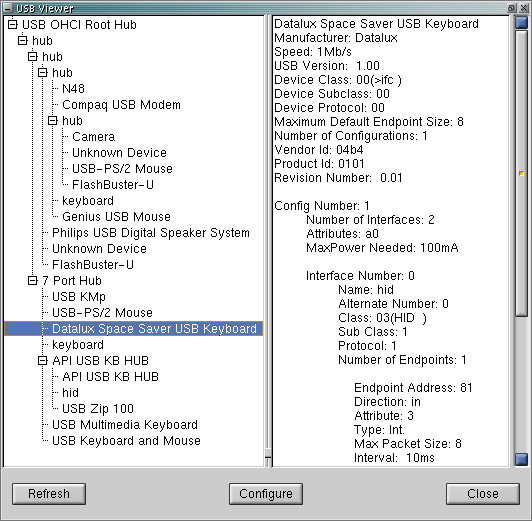 USB Viewer
USB OHCI Root Hub
hub
hub
hub
N48
Compaq USB Modem
hub
Camera
Unknown Device
USB-PS/2 Mouse
FlashBuster-U
keyboard
Genius USB Mouse
Philips USB Digital Speaker System
Unknown Device
FlashBuster-U
7 Port Hub
USB KMp
USB-PS/2 Mouse
Datalux Space Saver USB Keyboard
keyboard
API USB KB HUB
API USB KB HUB
hid
USB Zip 100
USB Multimedia Keyboard
USB Keyboard and Mouse
Datalux Space Saver USB Keyboard
Manufacturer: Datalux
Speed: 1Mb/s
USB Version:  1.00
Device Class: 00(>ifc )
Device Subclass: 00
Device Protocol: 00
Maximum Default Endpoint Size: 8
Number of Configurations: 1
Vendor Id: 04b4
Product Id: 0101
Revision Number:  0.01
Config Number: 1
Number of Interfaces: 2
Attributes: a0
MaxPower Needed: 100mA
Interface Number: 0
Name: hid
Alternate Number: 0
Class: 03(HID  )
Sub Class: 1
Protocol: 1
Number of Endpoints: 1
Endpoint Address: 81
Direction: in
Attribute: 3
Type: Int.
Max Packet Size: 8
Interval:  10ms
Refresh
Configure
Close